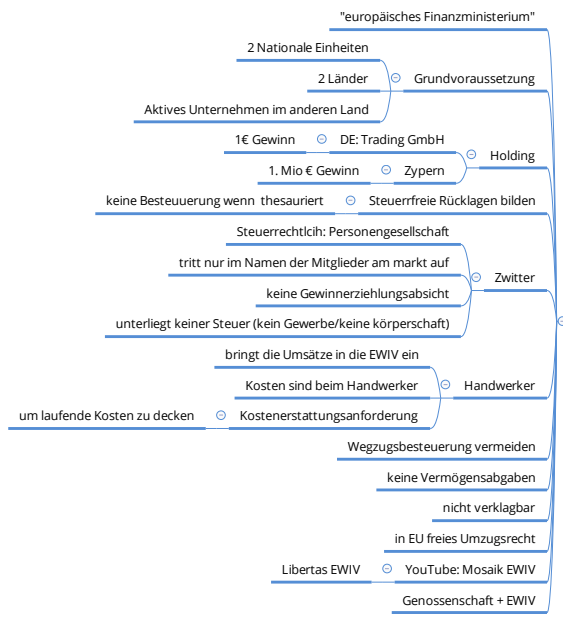 "europäisches Finanzministerium"
Grundvoraussetzung
2 Nationale Einheiten
2 Länder
Aktives Unternehmen im anderen Land
Holding
DE: Trading GmbH
1€ Gewinn
Zypern
1. Mio € Gewinn
Steuerrfreie Rücklagen bilden
keine Besteuuerung wenn thesauriert
Zwitter
Steuerrechtlcih: Personengesellschaft
tritt nur im Namen der Mitglieder am markt auf
keine Gewinnerziehlungsabsicht
unterliegt keiner Steuer (kein Gewerbe/keine körperschaft)
Handwerker
bringt die Umsätze in die EWIV ein
Kosten sind beim Handwerker
Kostenerstattungsanforderung
um laufende Kosten zu decken
Wegzugsbesteuerung vermeiden
keine Vermögensabgaben
nicht verklagbar
in EU freies Umzugsrecht
YouTube: Mosaik EWIV
Libertas EWIV
Genossenschaft + EWIV